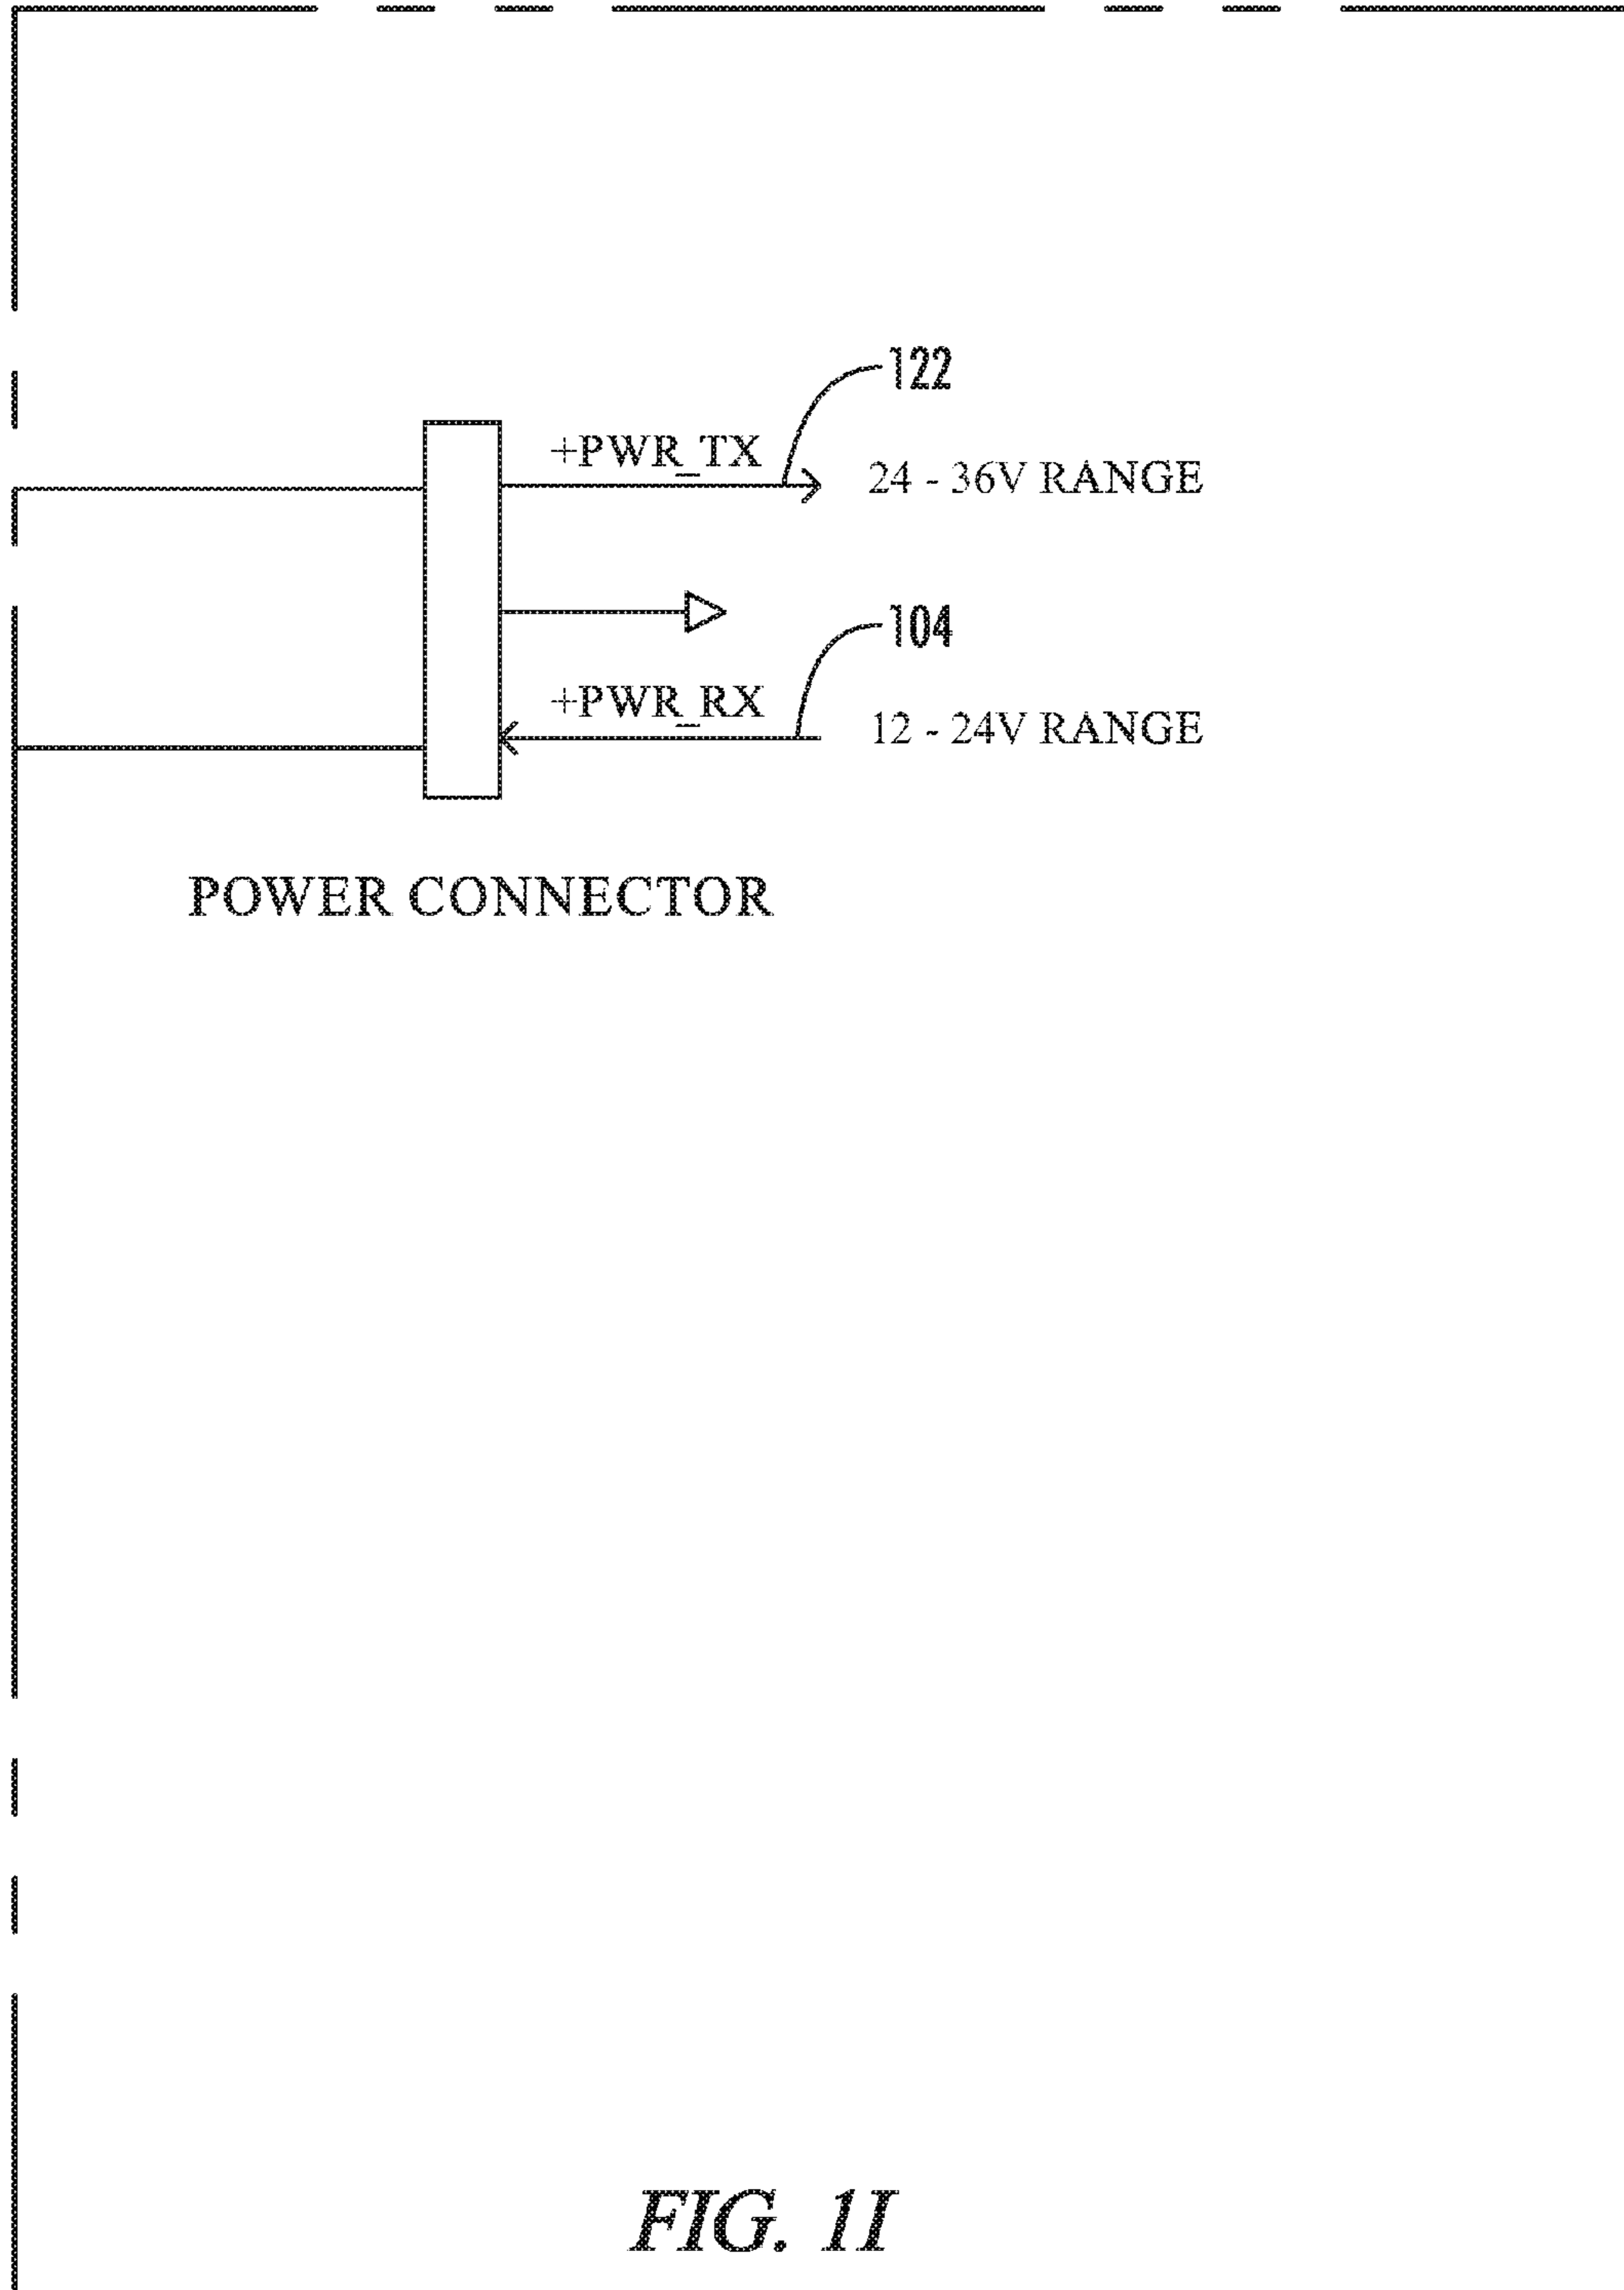 122
+PWR_TX
24 - 36V RANGE
104
+PWR_RX
12 - 24V RANGE
POWER CONNECTOR
FIG. 1I